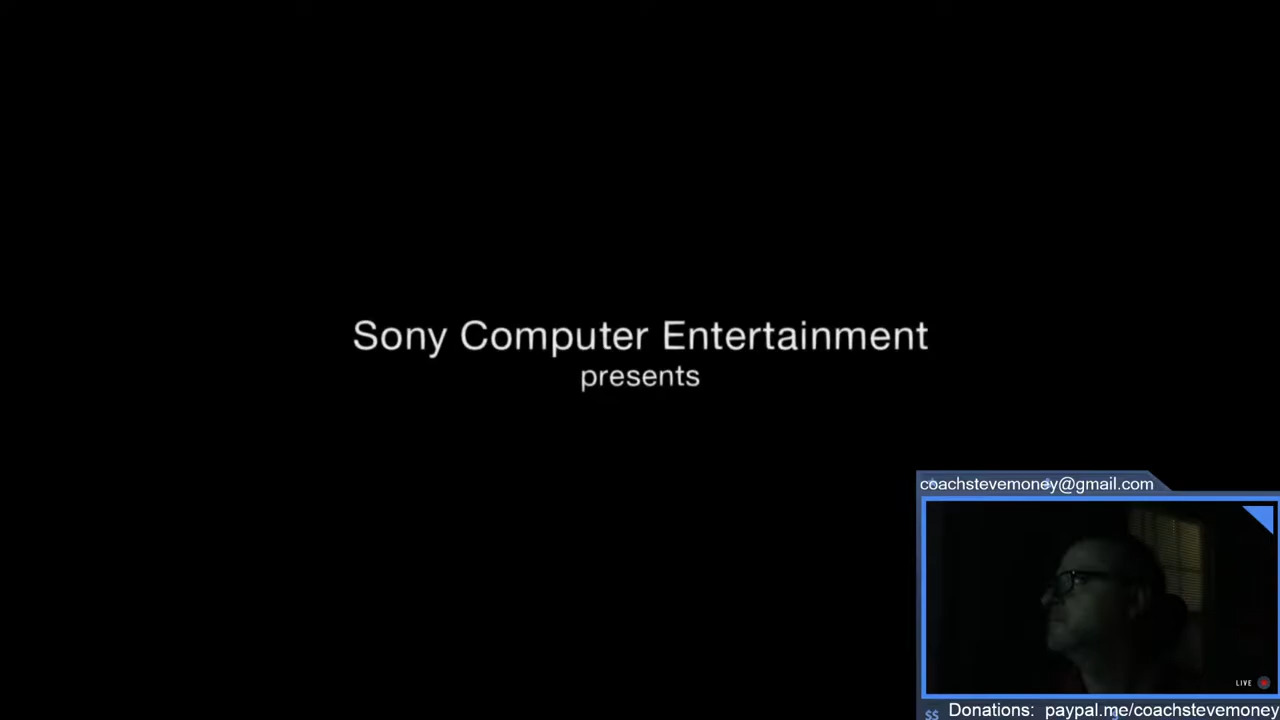 Sony Computer Entertainment
presents
coachstevemoney@gmail.com
LIVE
$$ Donations: paypal.me/coachstevemoney